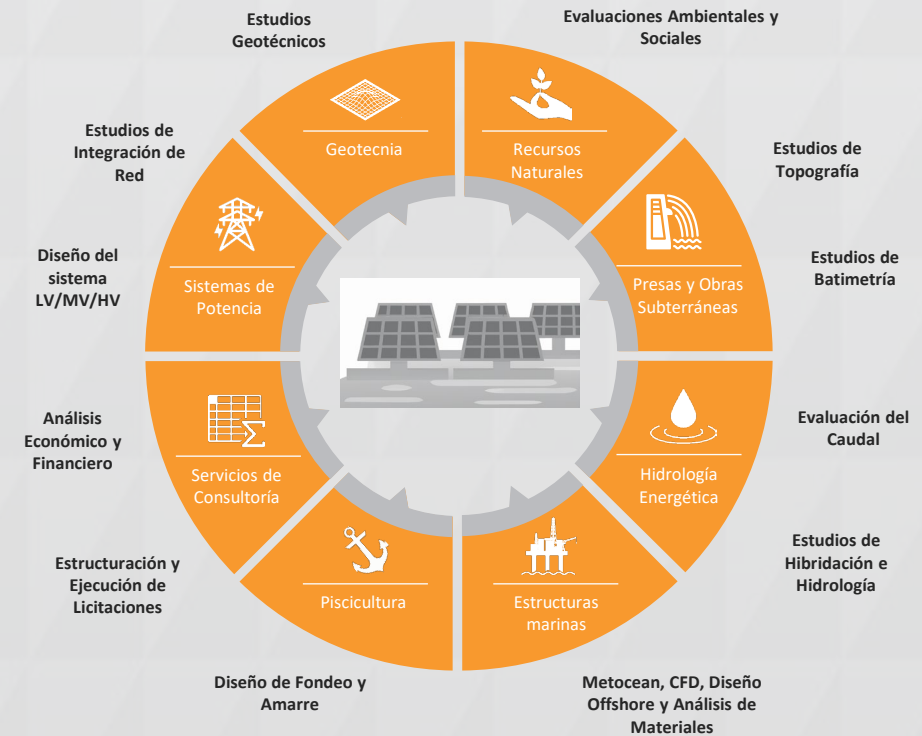 Estudios
Geotécnicos
Evaluaciones Ambientales y
Sociales
Geotecnia
Recursos
Naturales
Estudios de
Integración de
Red
Estudios de
Topografía
Diseño del
sistema
LV/MV/HV
Sistemas de
Potencia
Presas y Obras
Subterráneas
Estudios de
Batimetría
Análisis
Económico y
Financiero
Servicios de
Consultoría
Hidrología
Energética
Evaluación del
Caudal
Estructuración y
Ejecución de
Licitaciones
Piscicultura
Estructuras
marinas
Estudios de
Hibridación e
Hidrología
Diseño de Fondeo y
Amarre
Metocean, CFD, Diseño
Offshore y Análisis de
Materiales